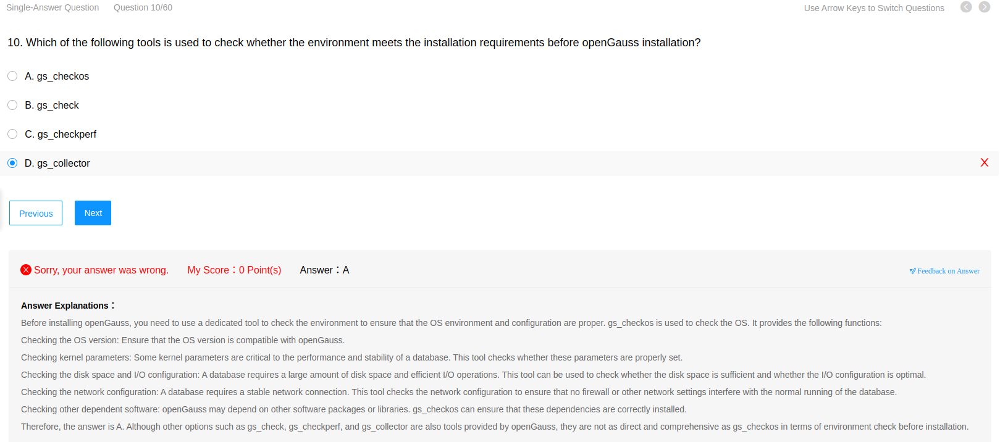 Single-Answer Question Question 10/60 Use Arrow Keys to Switch Questions
10. Which of the following tools is used to check whether the environment meets the installation requirements before openGauss installation?
A. gs_checkos
B. gs_check
C. gs_checkperf
D. gs_collector
Previous Next
Sorry, your answer was wrong. My Score：0 Point(s) Answer：A Feedback on Answer
Answer Explanations：
Before installing openGauss, you need to use a dedicated tool to check the environment to ensure that the OS environment and configuration are proper. gs_checkos is used to check the OS. It provides the following functions:
Checking the OS version: Ensure that the OS version is compatible with openGauss.
Checking kernel parameters: Some kernel parameters are critical to the performance and stability of a database. This tool checks whether these parameters are properly set.
Checking the disk space and I/O configuration: A database requires a large amount of disk space and efficient I/O operations. This tool can be used to check whether the disk space is sufficient and whether the I/O configuration is optimal.
Checking the network configuration: A database requires a stable network connection. This tool checks the network configuration to ensure that no firewall or other network settings interfere with the normal running of the database.
Checking other dependent software: openGauss may depend on other software packages or libraries. gs_checkos can ensure that these dependencies are correctly installed.
Therefore, the answer is A. Although other options such as gs_check, gs_checkperf, and gs_collector are also tools provided by openGauss, they are not as direct and comprehensive as gs_checkos in terms of environment check before installation.